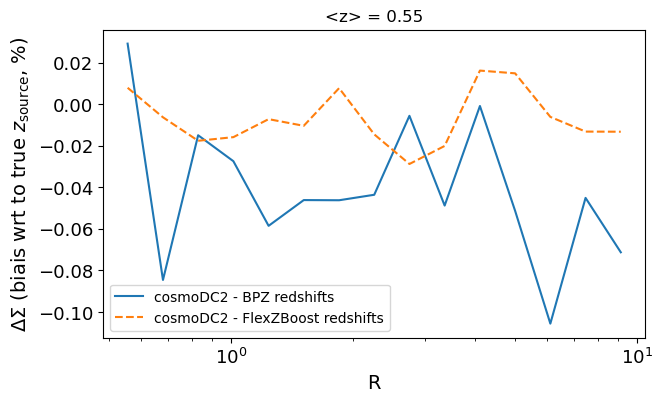 <z> = 0.55
ΔΣ (biais wrt to true z_source, %)
0.02
0.00
−0.02
−0.04
−0.06
−0.08
−0.10
cosmoDC2 - BPZ redshifts
cosmoDC2 - FlexZBoost redshifts
10⁰
10¹
R